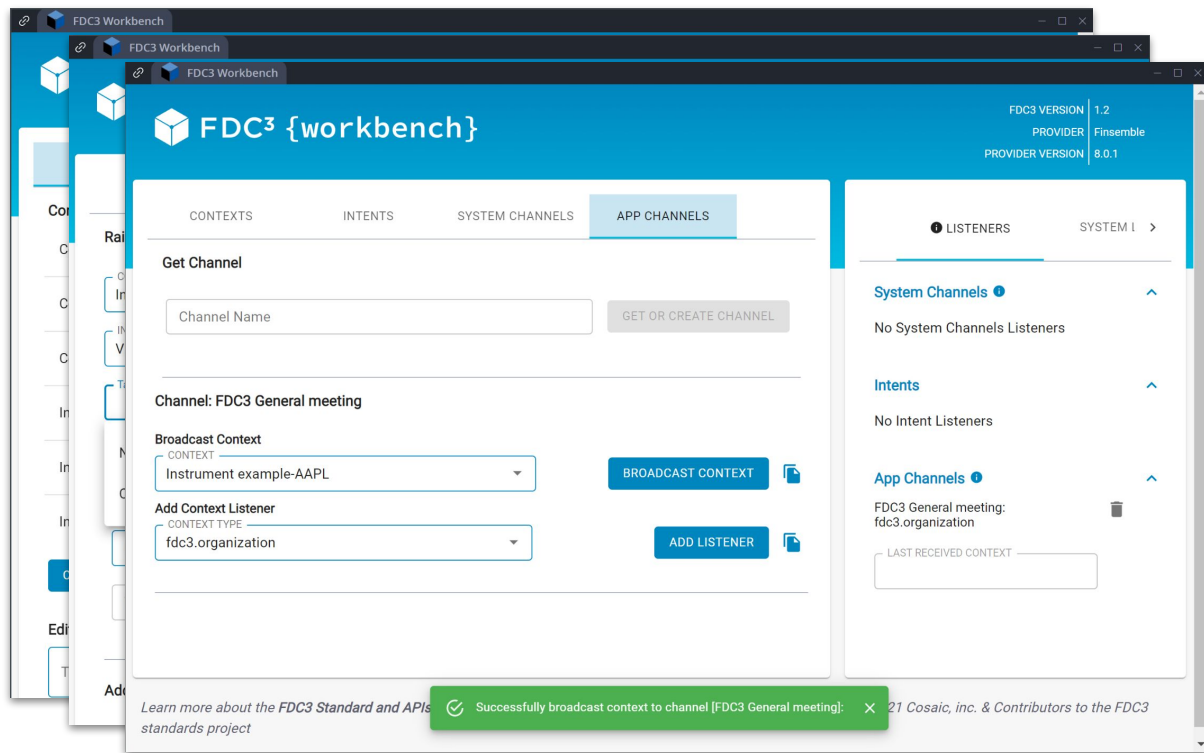 FDC3 Workbench
FDC3 Workbench
FDC3 Workbench
FDC³ {workbench}
FDC3 VERSION 1.2
PROVIDER Finsemble
PROVIDER VERSION 8.0.1
CONTEXTS INTENTS SYSTEM CHANNELS APP CHANNELS
Get Channel
Channel Name
GET OR CREATE CHANNEL
Channel: FDC3 General meeting
Broadcast Context
CONTEXT
Instrument example-AAPL
BROADCAST CONTEXT
Add Context Listener
CONTEXT TYPE
fdc3.organization
ADD LISTENER
LISTENERS SYSTEM
System Channels
No System Channels Listeners
Intents
No Intent Listeners
App Channels
FDC3 General meeting:
fdc3.organization
LAST RECEIVED CONTEXT
Successfully broadcast context to channel [FDC3 General meeting]:
Learn more about the FDC3 Standard and APIs 21 Cosaic, inc. & Contributors to the FDC3
standards project